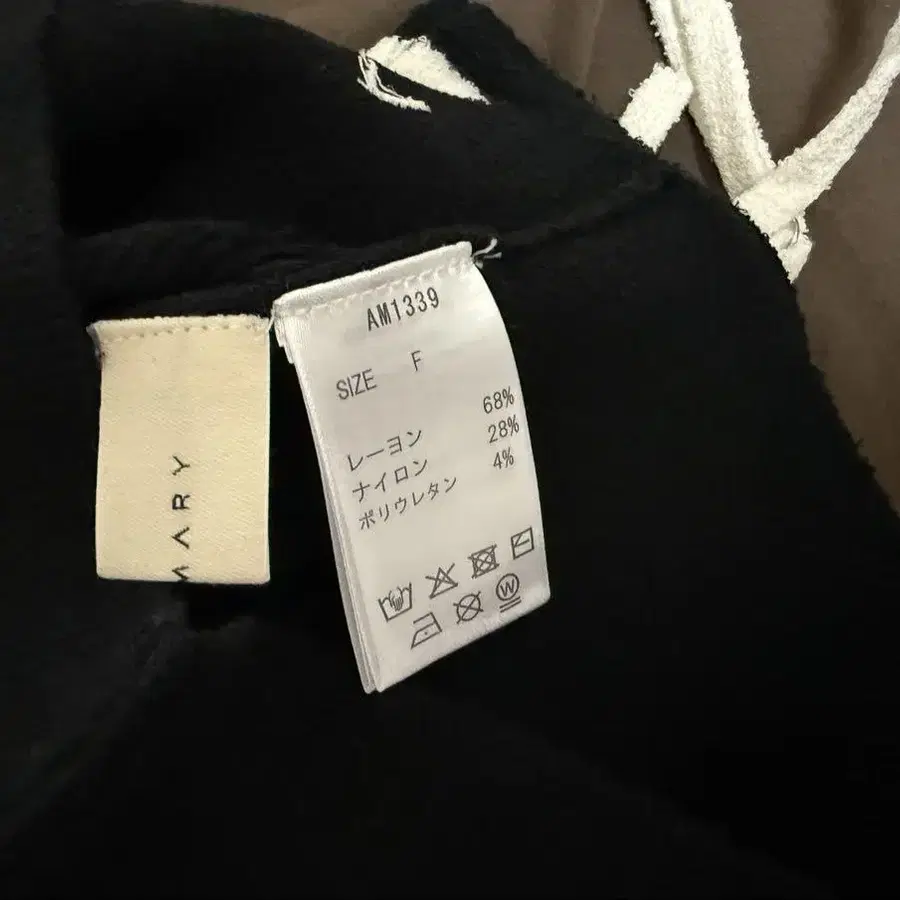 MARY
AM1339
SIZE F
レーヨン 68%
ナイロン 28%
ポリウレタン 4%
W